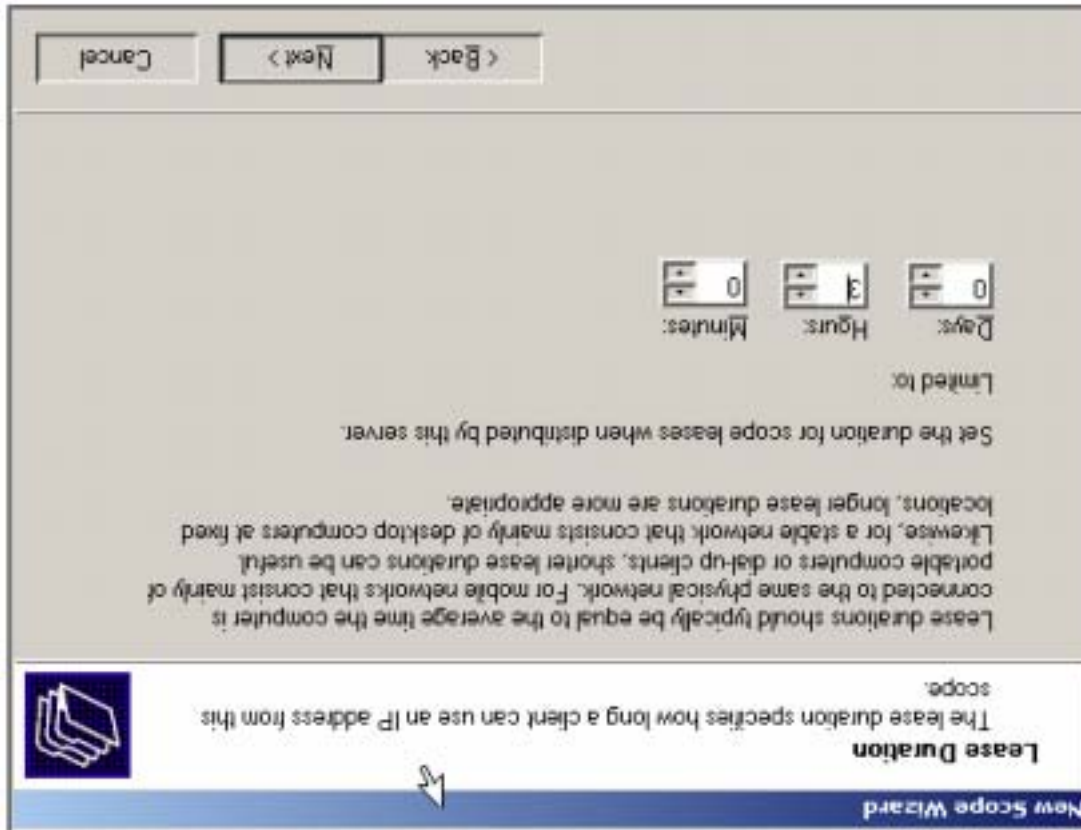 New Scope Wizard
Lease Duration
The lease duration specifies how long a client can use an IP address from this
scope.
Lease durations should typically be equal to the average time the computer is
connected to the same physical network. For mobile networks that consist mainly of
portable computers or dial-up clients, shorter lease durations can be useful.
Likewise, for a stable network that consists mainly of desktop computers at fixed
locations, longer lease durations are more appropriate.
Set the duration for scope leases when distributed by this server.
Limited to:
Days: Hours: Minutes:
0 3 0
< Back Next > Cancel